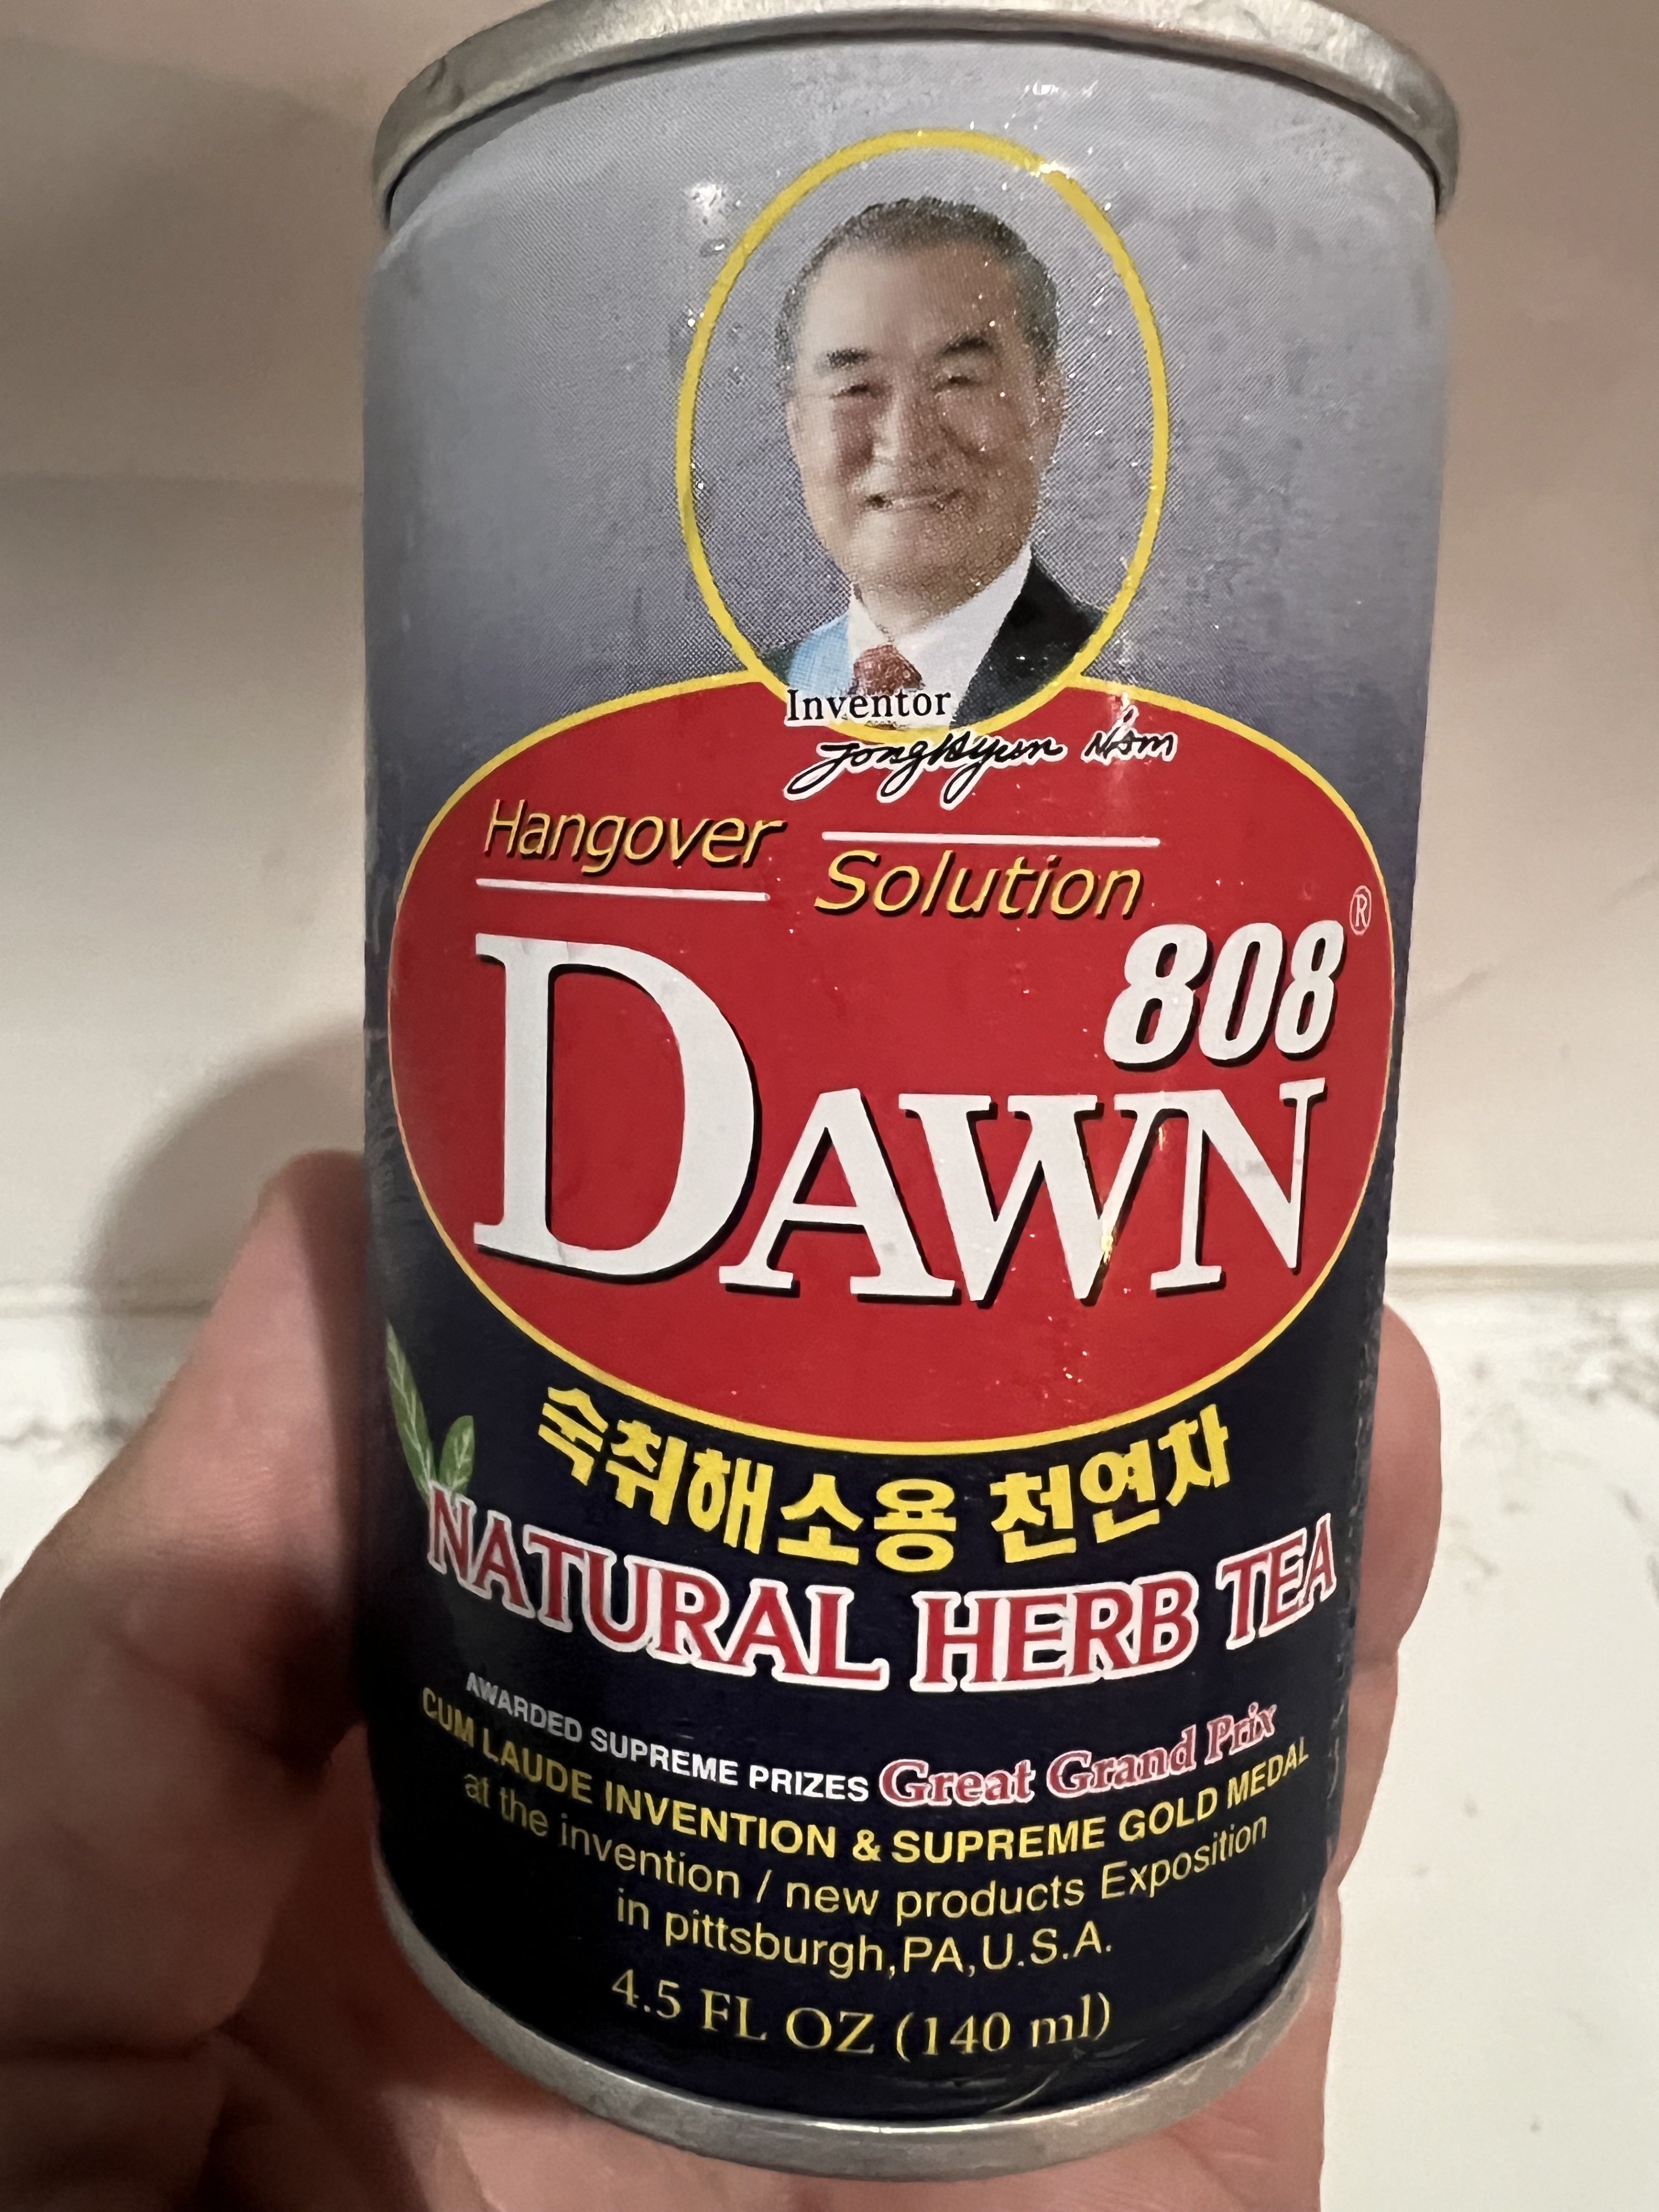 Inventor
JongHyun Nam
Hangover
Solution
808®
DAWN
숙취해소용 천연차
NATURAL HERB TEA
AWARDED SUPREME PRIZES Great Grand Prix
CUM LAUDE INVENTION & SUPREME GOLD MEDAL
at the invention / new products Exposition
in pittsburgh,PA,U.S.A.
4.5 FL OZ (140 ml)